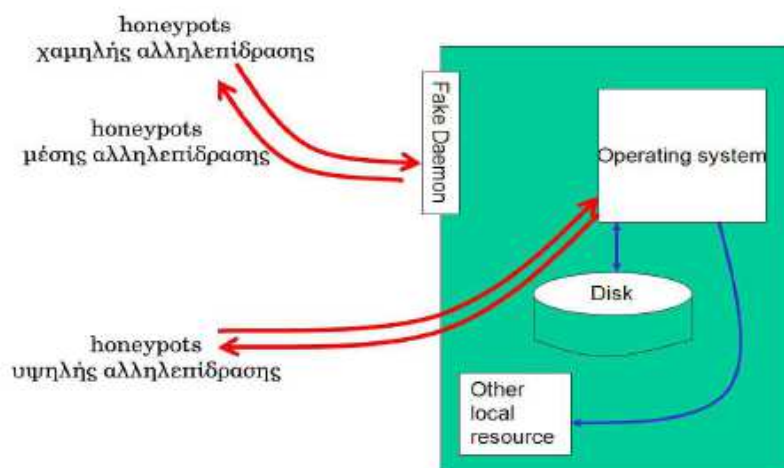 honeypots
χαμηλής αλληλεπίδρασης
honeypots
μέσης αλληλεπίδρασης
Fake Daemon
Operating system
Disk
honeypots
υψηλής αλληλεπίδρασης
Other
local
resource